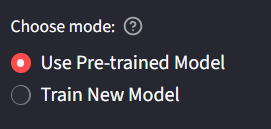 Choose mode: ?
Use Pre-trained Model
Train New Model